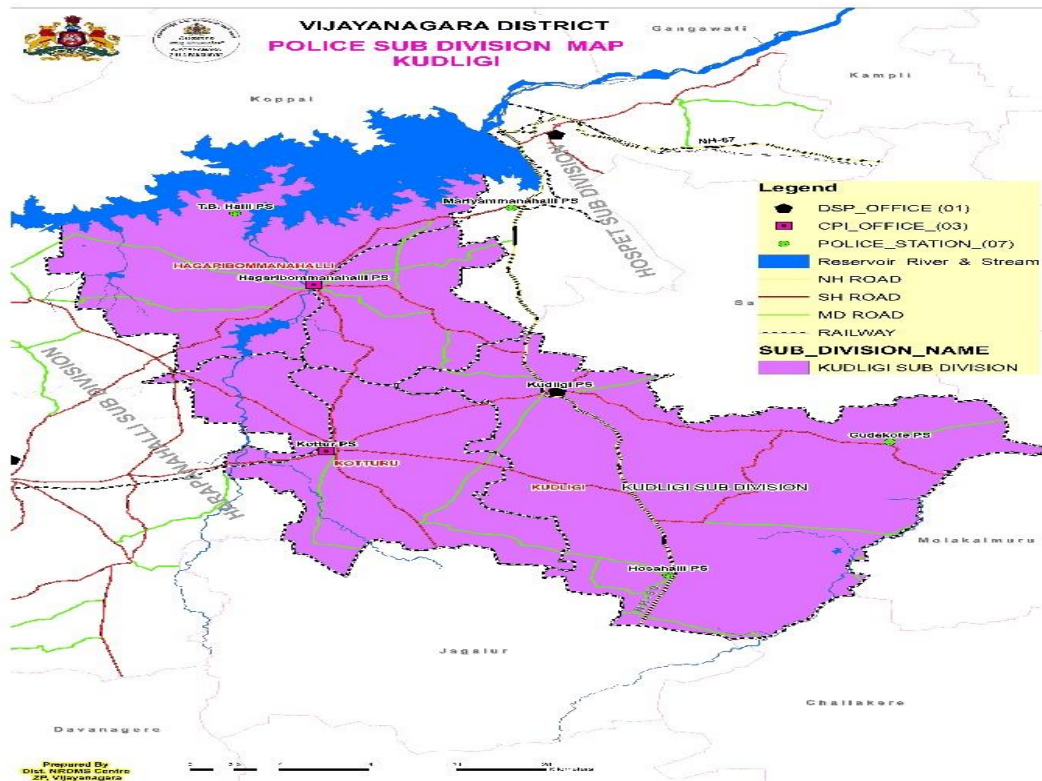 VIJAYANAGARA DISTRICT
POLICE SUB DIVISION MAP
KUDLIGI
Gangawati
Kampli
Koppal
NH-67
HOSPET SUB DIVISION
Mariyammanahalli PS
T.B. Halli PS
HAGARIBOMMANAHALLI
Hagaribommanahalli PS
Legend
DSP_OFFICE (01)
CPI_OFFICE_(03)
POLICE_STATION_(07)
Reservoir River & Stream
NH ROAD
SH ROAD
MD ROAD
RAILWAY
SUB_DIVISION_NAME
KUDLIGI SUB DIVISION
HARAPANAHALLI SUB DIVISION
Kudligi PS
Gudekote PS
Kottur PS
KOTTURU
KUDLIGI
KUDLIGI SUB DIVISION
Molakalmuru
Hosahalli PS
NH-50
Jagalur
Challakere
Davanagere
Prepared By
Dist. NRDMS Centre
ZP, Vijayanagara